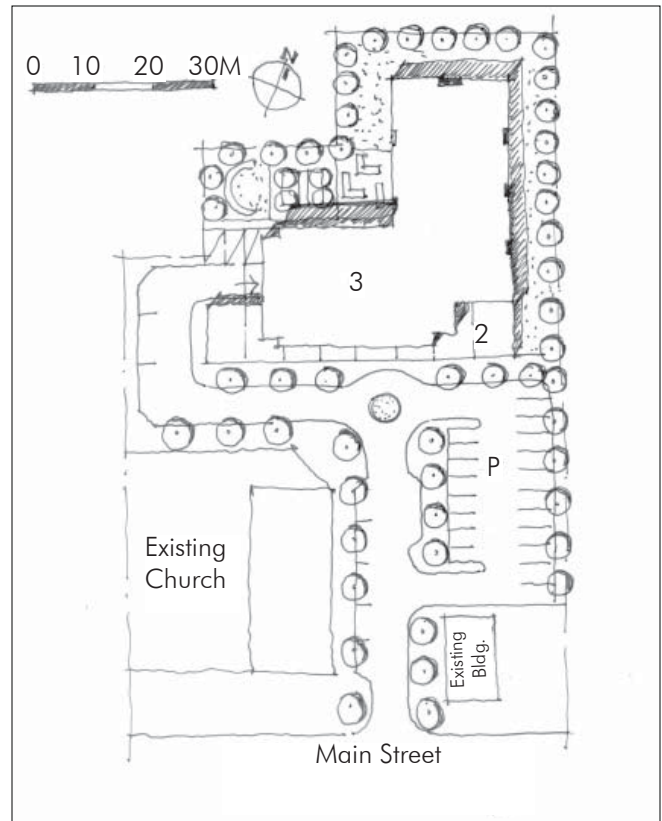 0 10 20 30M
N
3
2
P
Existing
Church
Existing
Bldg.
Main Street